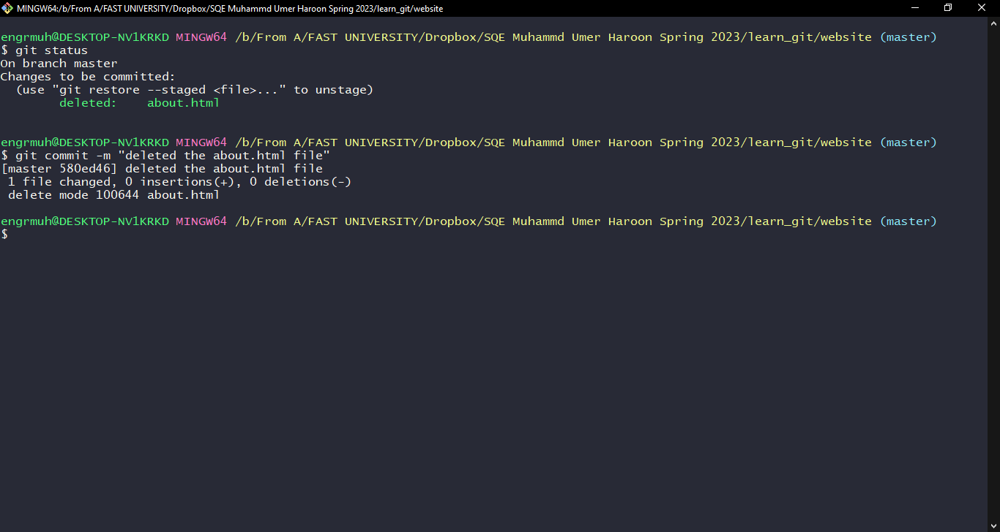 MINGW64:/b/From A/FAST UNIVERSITY/Dropbox/SQE Muhammd Umer Haroon Spring 2023/learn_git/website
engrmuh@DESKTOP-NV1KRKD MINGW64 /b/From A/FAST UNIVERSITY/Dropbox/SQE Muhammd Umer Haroon Spring 2023/learn_git/website (master)
$ git status
On branch master
Changes to be committed:
  (use "git restore --staged <file>..." to unstage)
        deleted:    about.html
engrmuh@DESKTOP-NV1KRKD MINGW64 /b/From A/FAST UNIVERSITY/Dropbox/SQE Muhammd Umer Haroon Spring 2023/learn_git/website (master)
$ git commit -m "deleted the about.html file"
[master 580ed46] deleted the about.html file
 1 file changed, 0 insertions(+), 0 deletions(-)
 delete mode 100644 about.html
engrmuh@DESKTOP-NV1KRKD MINGW64 /b/From A/FAST UNIVERSITY/Dropbox/SQE Muhammd Umer Haroon Spring 2023/learn_git/website (master)
$